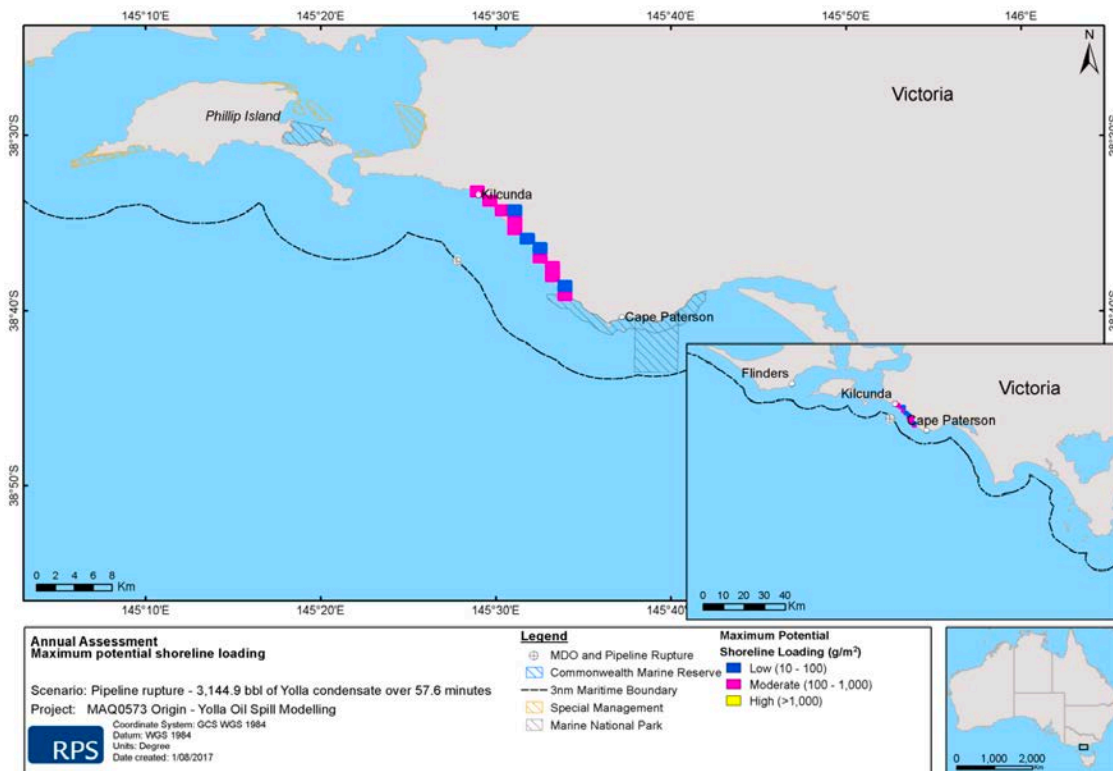 145°10'E 145°20'E 145°30'E 145°40'E 145°50'E 146°E
N
Victoria
Phillip Island
38°30'S
38°30'S
Kilcunda
38°40'S
38°40'S
Cape Paterson
Flinders
Victoria
Kilcunda
Cape Paterson
38°50'S
0 2 4 6 8
Km
0 10 20 30 40
Km
145°10'E 145°20'E 145°30'E 145°40'E
Annual Assessment
Maximum potential shoreline loading
Scenario: Pipeline rupture - 3,144.9 bbl of Yolla condensate over 57.6 minutes
Project: MAQ0573 Origin - Yolla Oil Spill Modelling
RPS
Coordinate System: GCS WGS 1984
Datum: WGS 1984
Units: Degree
Date created: 1/08/2017
Legend
MDO and Pipeline Rupture
Commonwealth Marine Reserve
3nm Maritime Boundary
Special Management
Marine National Park
Maximum Potential
Shoreline Loading (g/m²)
Low (10 - 100)
Moderate (100 - 1,000)
High (>1,000)
0 1,000 2,000
Km